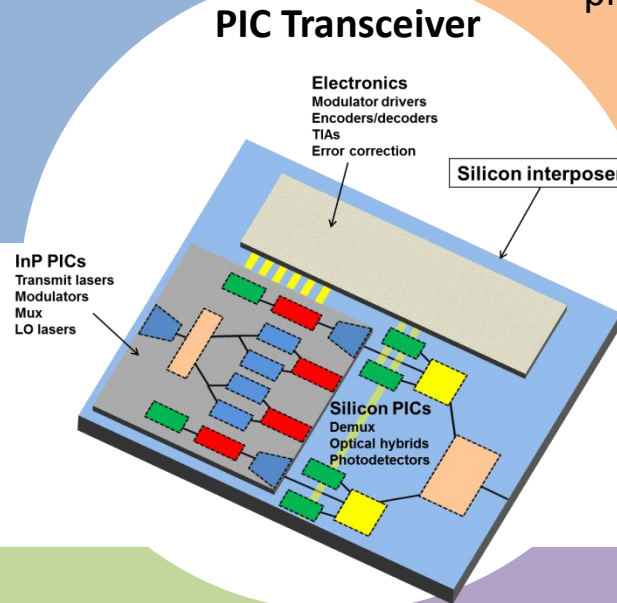 PIC Transceiver
Electronics
Modulator drivers
Encoders/decoders
TIAs
Error correction
Silicon interposer
InP PICs
Transmit lasers
Modulators
Mux
LO lasers
Silicon PICs
Demux
Optical hybrids
Photodetectors